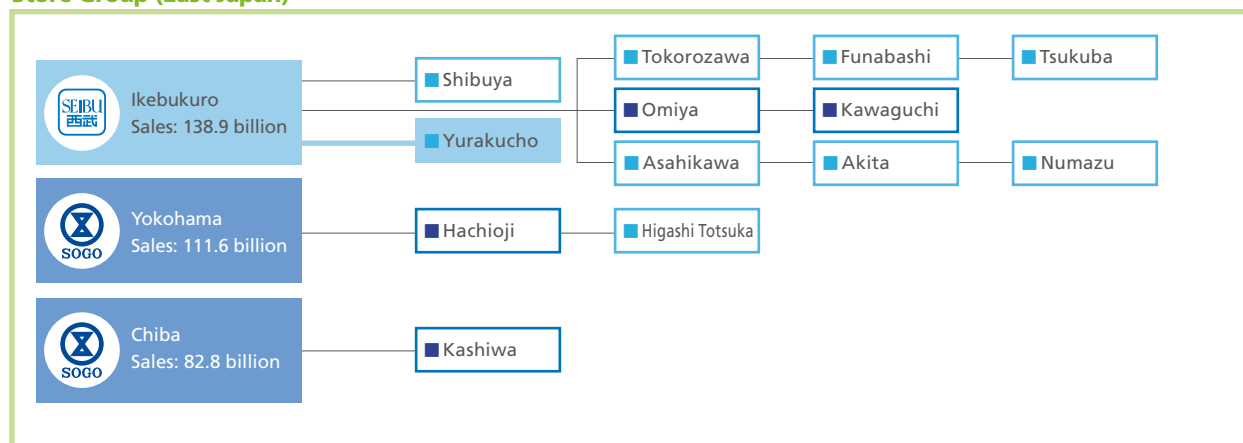 Store Group (East Japan)
SEIBU
西武
Ikebukuro
Sales: 138.9 billion
Shibuya
Yurakucho
Tokorozawa
Funabashi
Tsukuba
Omiya
Kawaguchi
Asahikawa
Akita
Numazu
SOGO
Yokohama
Sales: 111.6 billion
Hachioji
Higashi Totsuka
SOGO
Chiba
Sales: 82.8 billion
Kashiwa